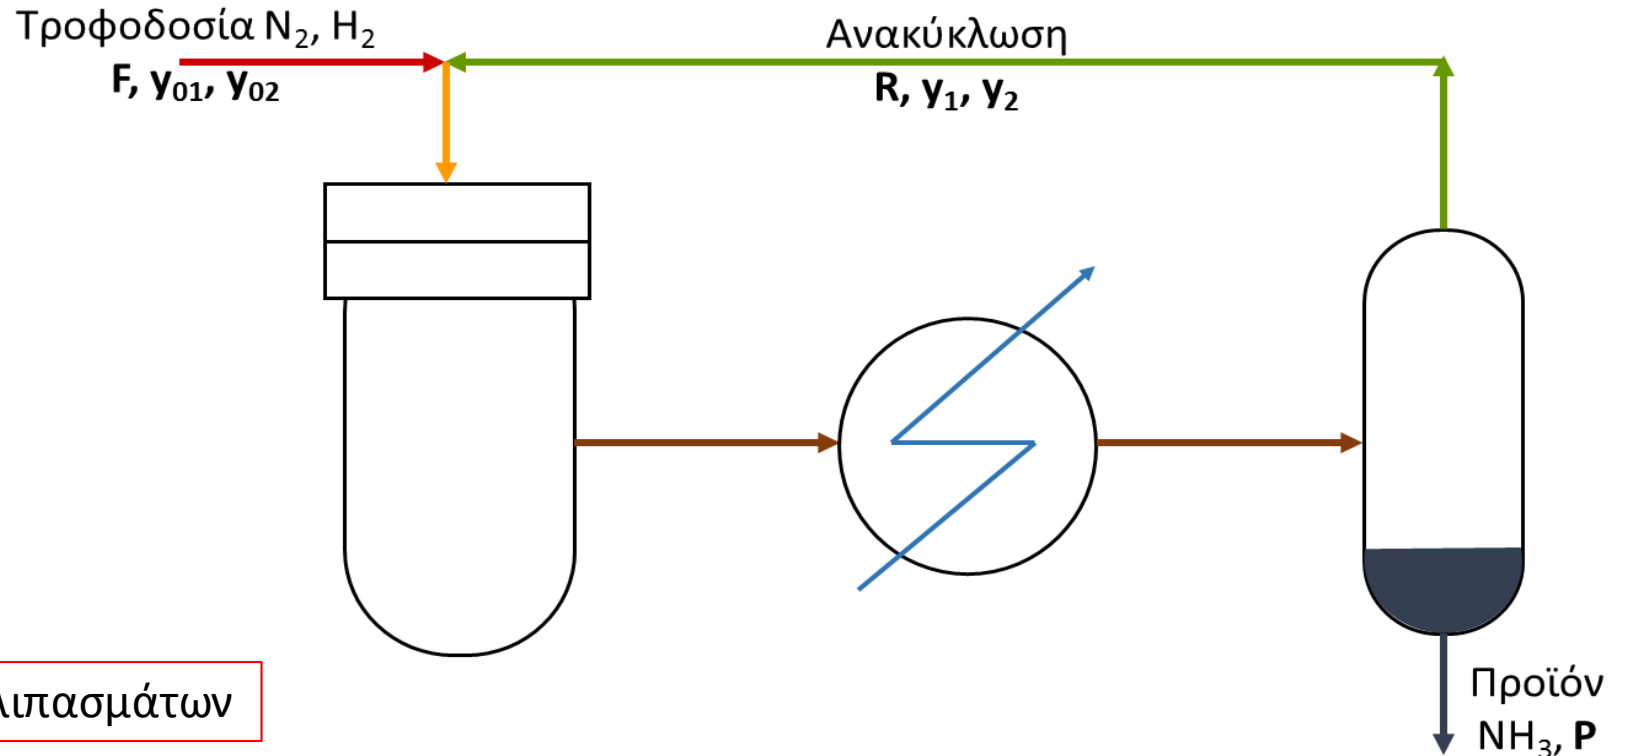 Τροφοδοσία N₂, H₂
F, y₀₁, y₀₂
Ανακύκλωση
R, y₁, y₂
Προϊόν
NH₃, P